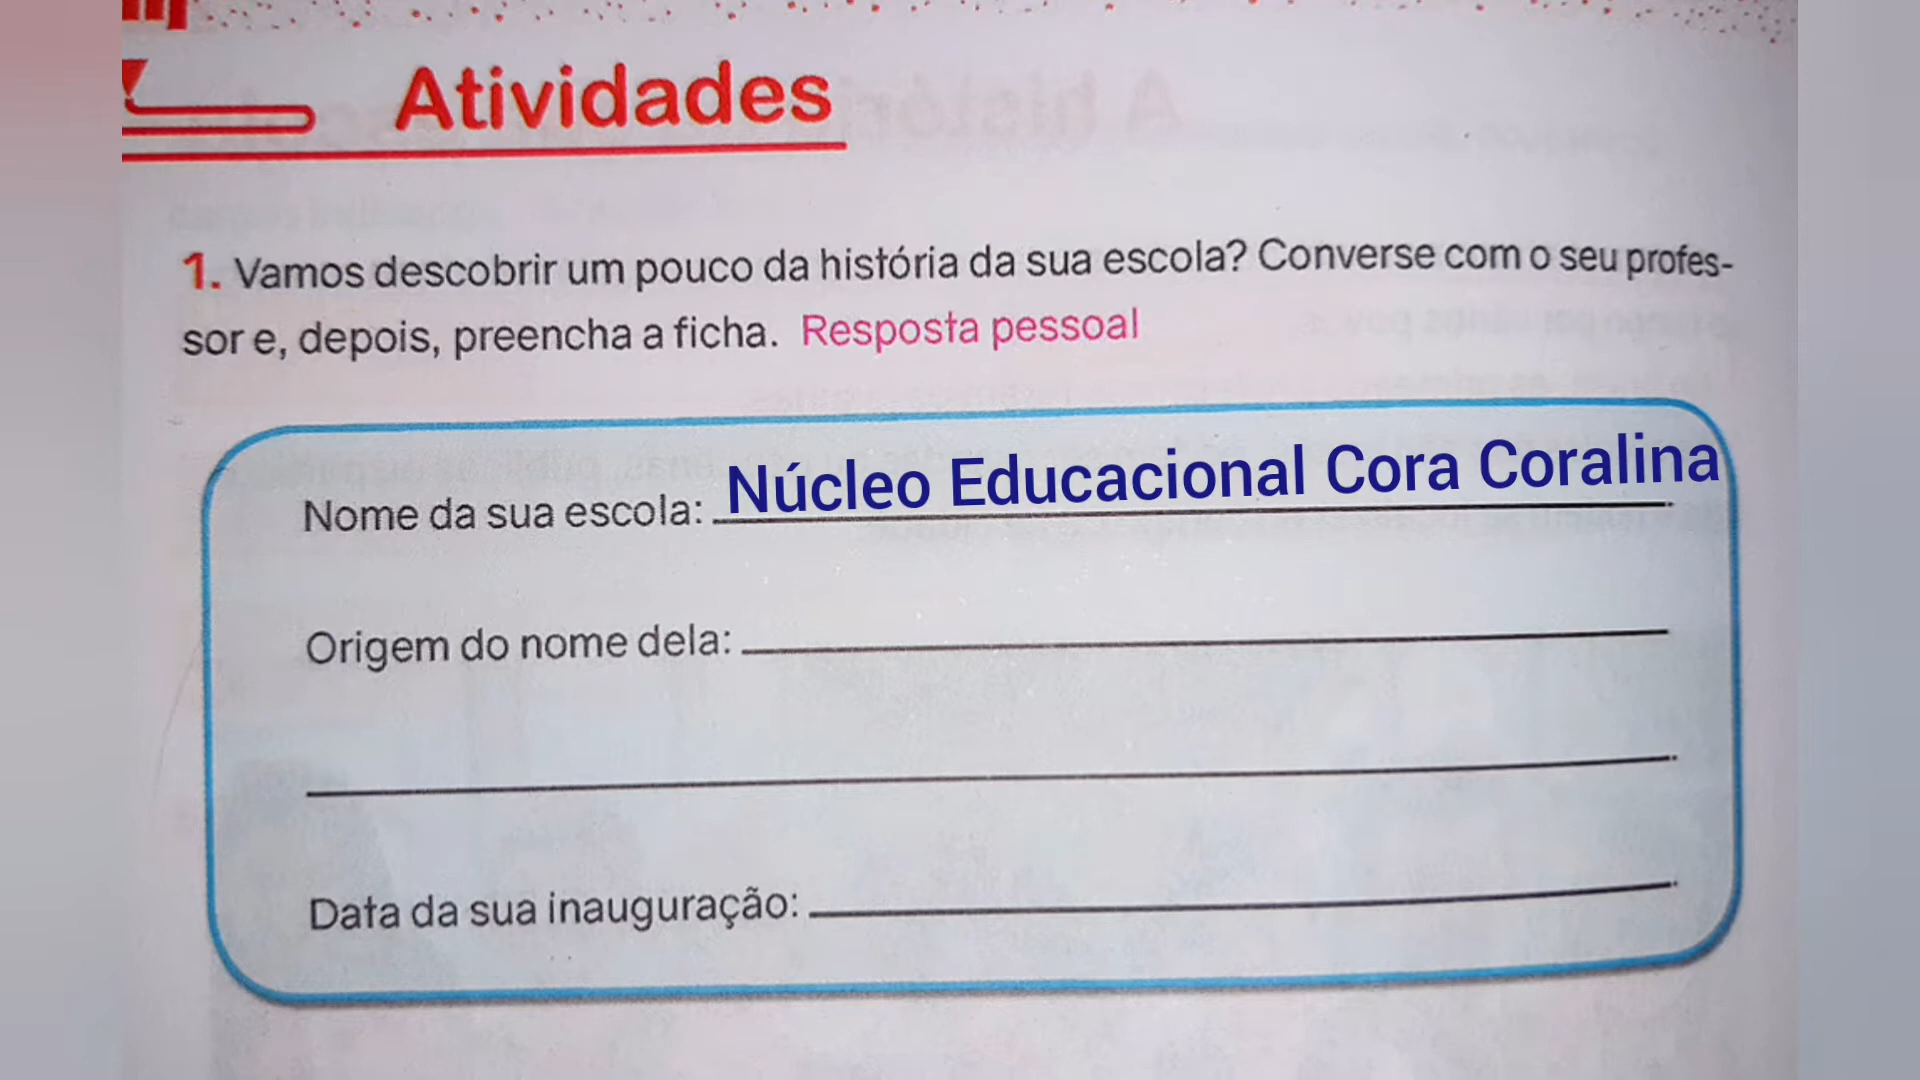 Atividades
1. Vamos descobrir um pouco da história da sua escola? Converse com o seu profes-
sor e, depois, preencha a ficha. Resposta pessoal
Nome da sua escola: Núcleo Educacional Cora Coralina
Origem do nome dela:
Data da sua inauguração: